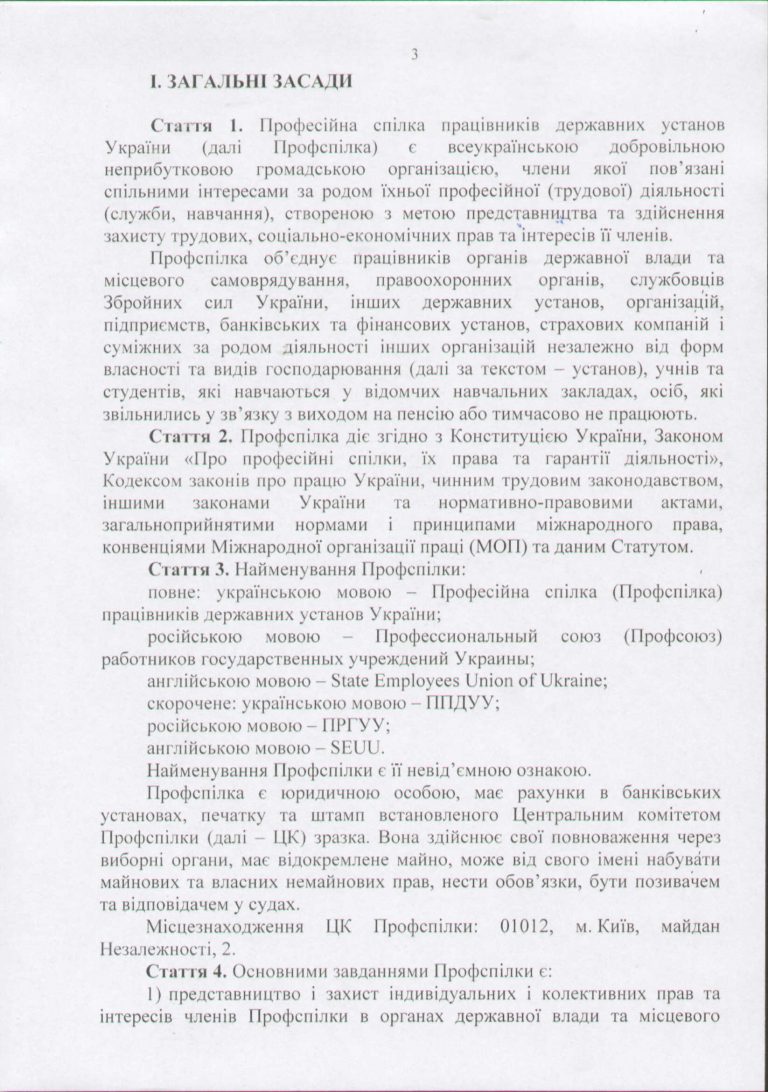 3
І. ЗАГАЛЬНІ ЗАСАДИ
Стаття 1. Професійна спілка працівників державних установ
України (далі Профспілка) є всеукраїнською добровільною
неприбутковою громадською організацією, члени якої пов’язані
спільними інтересами за родом їхньої професійної (трудової) діяльності
(служби, навчання), створеною з метою представництва та здійснення
захисту трудових, соціально-економічних прав та інтересів її членів.
Профспілка об’єднує працівників органів державної влади та
місцевого самоврядування, правоохоронних органів, службовців
Збройних сил України, інших державних установ, організацій,
підприємств, банківських та фінансових установ, страхових компаній і
суміжних за родом діяльності інших організацій незалежно від форм
власності та видів господарювання (далі за текстом – установ), учнів та
студентів, які навчаються у відомчих навчальних закладах, осіб, які
звільнились у зв’язку з виходом на пенсію або тимчасово не працюють.
Стаття 2. Профспілка діє згідно з Конституцією України, Законом
України «Про професійні спілки, їх права та гарантії діяльності»,
Кодексом законів про працю України, чинним трудовим законодавством,
іншими законами України та нормативно-правовими актами,
загальноприйнятими нормами і принципами міжнародного права,
конвенціями Міжнародної організації праці (МОП) та даним Статутом.
Стаття 3. Найменування Профспілки:
повне: українською мовою – Професійна спілка (Профспілка)
працівників державних установ України;
російською мовою – Профессиональный союз (Профсоюз)
работников государственных учреждений Украины;
англійською мовою – State Employees Union of Ukraine;
скорочене: українською мовою – ППДУУ;
російською мовою – ПРГУУ;
англійською мовою – SEUU.
Найменування Профспілки є її невід’ємною ознакою.
Профспілка є юридичною особою, має рахунки в банківських
установах, печатку та штамп встановленого Центральним комітетом
Профспілки (далі – ЦК) зразка. Вона здійснює свої повноваження через
виборні органи, має відокремлене майно, може від свого імені набувати
майнових та власних немайнових прав, нести обов’язки, бути позивачем
та відповідачем у судах.
Місцезнаходження ЦК Профспілки: 01012, м. Київ, майдан
Незалежності, 2.
Стаття 4. Основними завданнями Профспілки є:
1) представництво і захист індивідуальних і колективних прав та
інтересів членів Профспілки в органах державної влади та місцевого